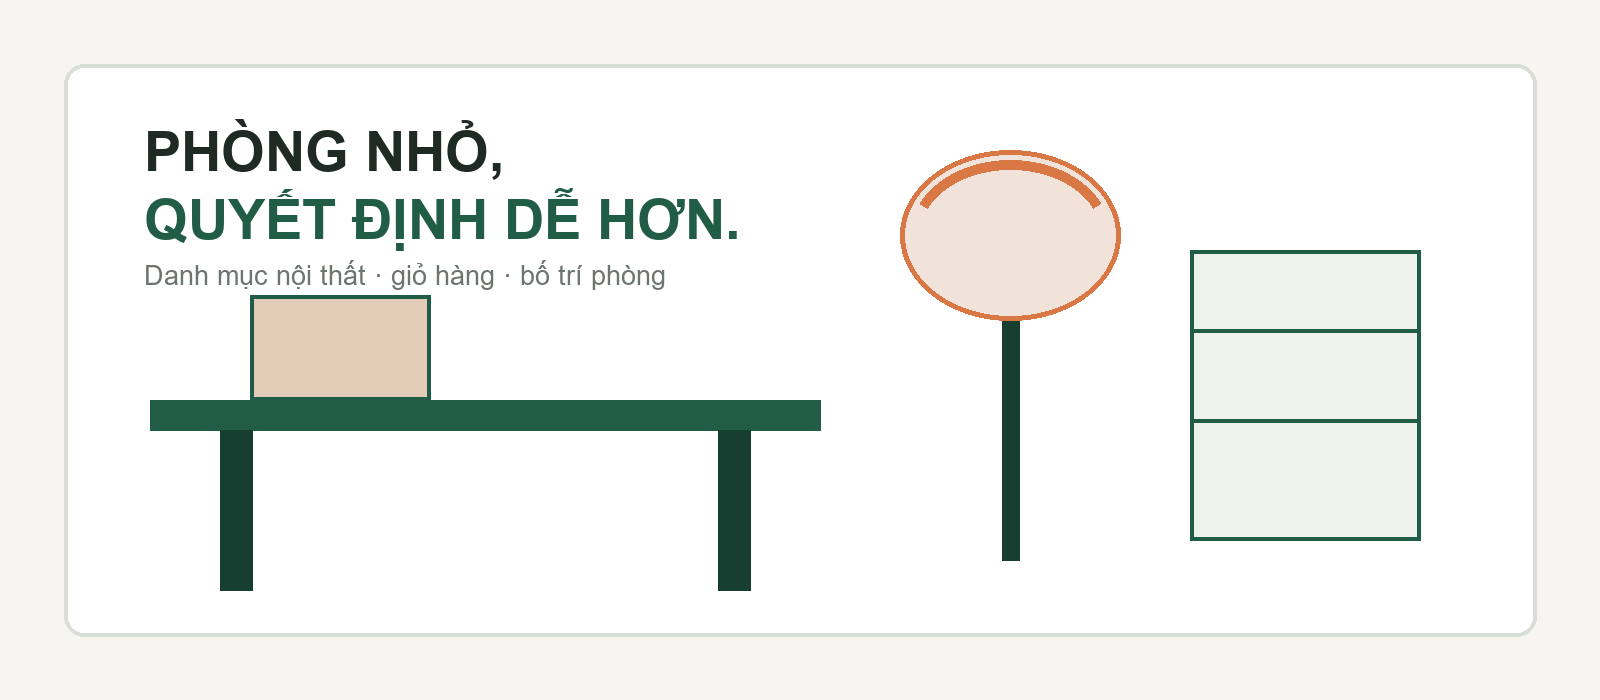 PHÒNG NHỎ,
QUYẾT ĐỊNH DỄ HƠN.
Danh mục nội thất · giỏ hàng · bố trí phòng